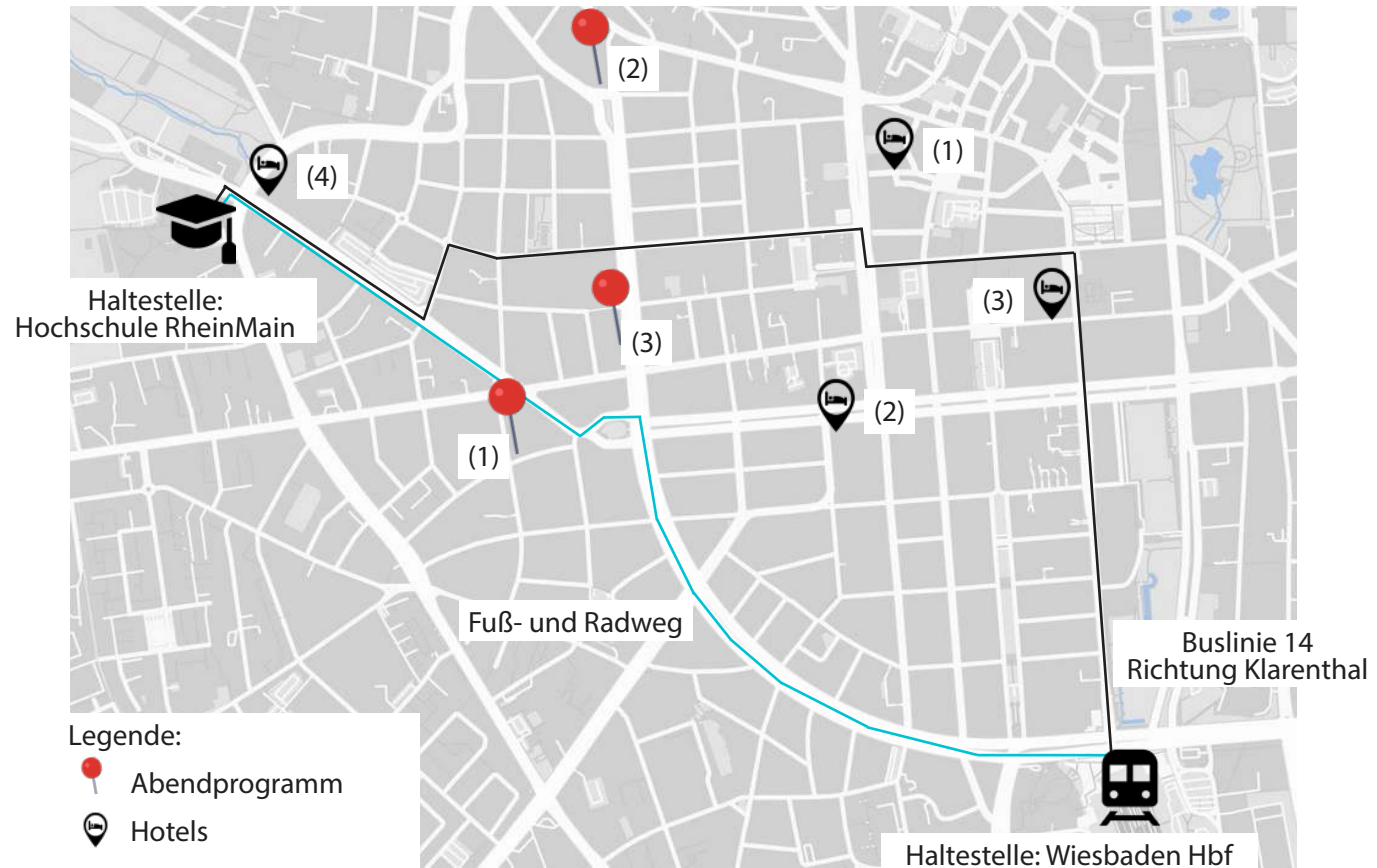 (2)
(1)
(4)
Haltestelle:
Hochschule RheinMain
(3)
(3)
(2)
(1)
Fuß- und Radweg
Buslinie 14
Richtung Klarenthal
Legende:
Abendprogramm
Hotels
Haltestelle: Wiesbaden Hbf